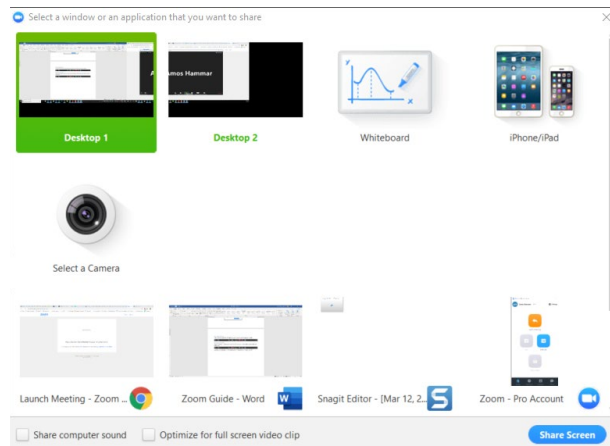 Select a window or an application that you want to share
Amos Hammar
Desktop 1
Desktop 2
Whiteboard
iPhone/iPad
Select a Camera
Launch Meeting - Zoom ...
Zoom Guide - Word
Snagit Editor - [Mar 12, 2...
Zoom - Pro Account
Share computer sound
Optimize for full screen video clip
Share Screen